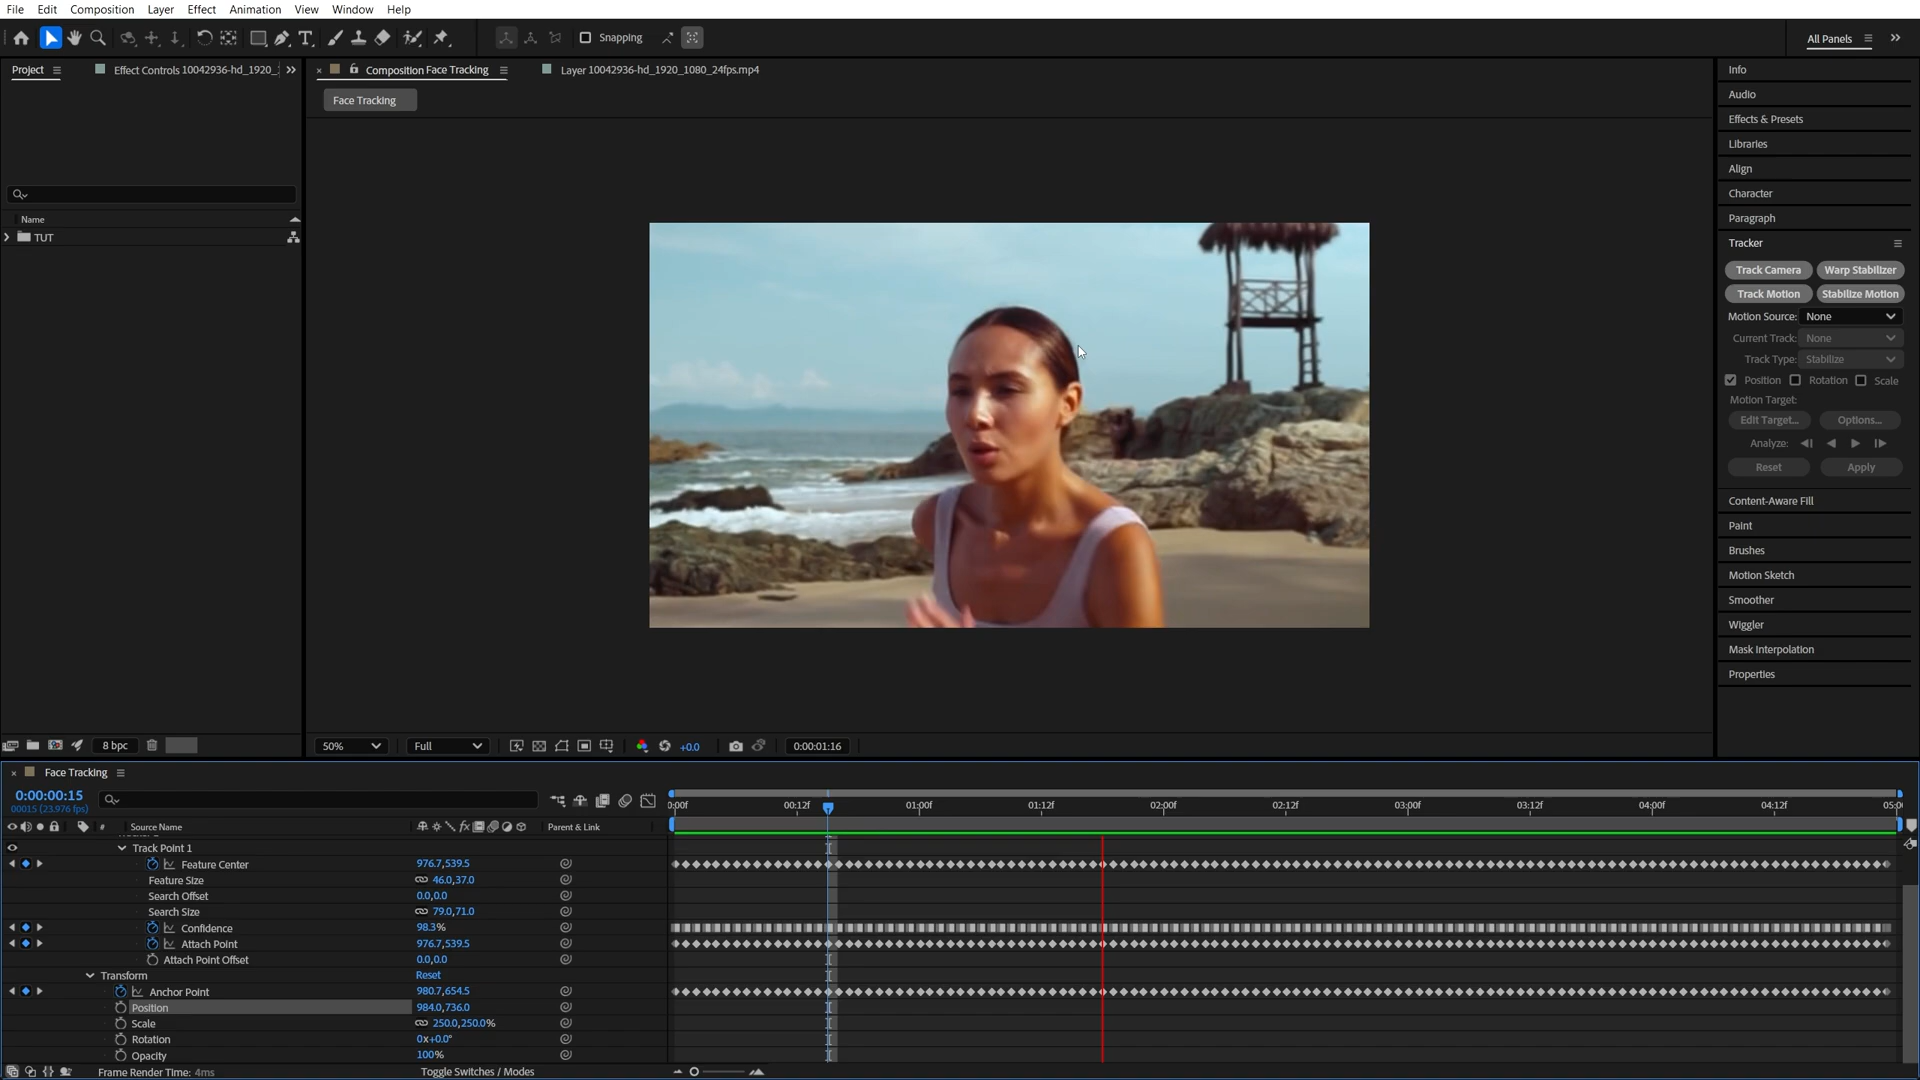 File Edit Composition Layer Effect Animation View Window Help
Snapping
All Panels
Project
Effect Controls 10042936-hd_1920_
Composition Face Tracking
Layer 10042936-hd_1920_1080_24fps.mp4
Face Tracking
Name
TUT
8 bpc
50%
Full
+0.0
0:00:01:16
Info
Audio
Effects & Presets
Libraries
Align
Character
Paragraph
Tracker
Track Camera Warp Stabilizer
Track Motion Stabilize Motion
Motion Source: None
Current Track: None
Track Type: Stabilize
Position Rotation Scale
Motion Target:
Edit Target... Options...
Analyze:
Reset Apply
Content-Aware Fill
Paint
Brushes
Motion Sketch
Smoother
Wiggler
Mask Interpolation
Properties
Face Tracking
0:00:00:15
00015 (23.976 fps)
0:00f 00:12f 01:00f 01:12f 02:00f 02:12f 03:00f 03:12f 04:00f 04:12f 05:0
# Source Name Parent & Link
Track Point 1
Feature Center 976.7,539.5
Feature Size 46.0,37.0
Search Offset 0.0,0.0
Search Size 79.0,71.0
Confidence 98.3%
Attach Point 976.7,539.5
Attach Point Offset 0.0,0.0
Transform Reset
Anchor Point 980.7,654.5
Position 984.0,736.0
Scale 250.0,250.0%
Rotation 0x+0.0°
Opacity 100%
Frame Render Time: 4ms
Toggle Switches / Modes